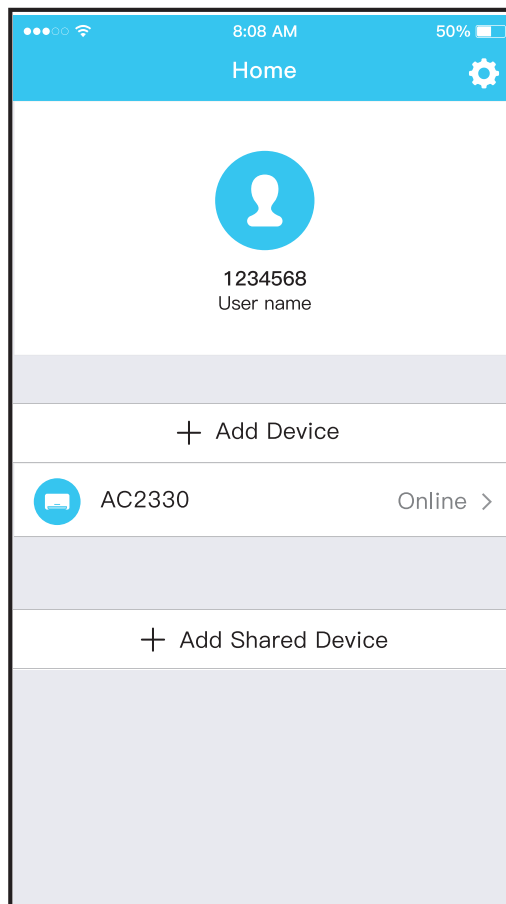 8:08 AM
50%
Home
1234568
User name
Add Device
AC2330
Online
Add Shared Device